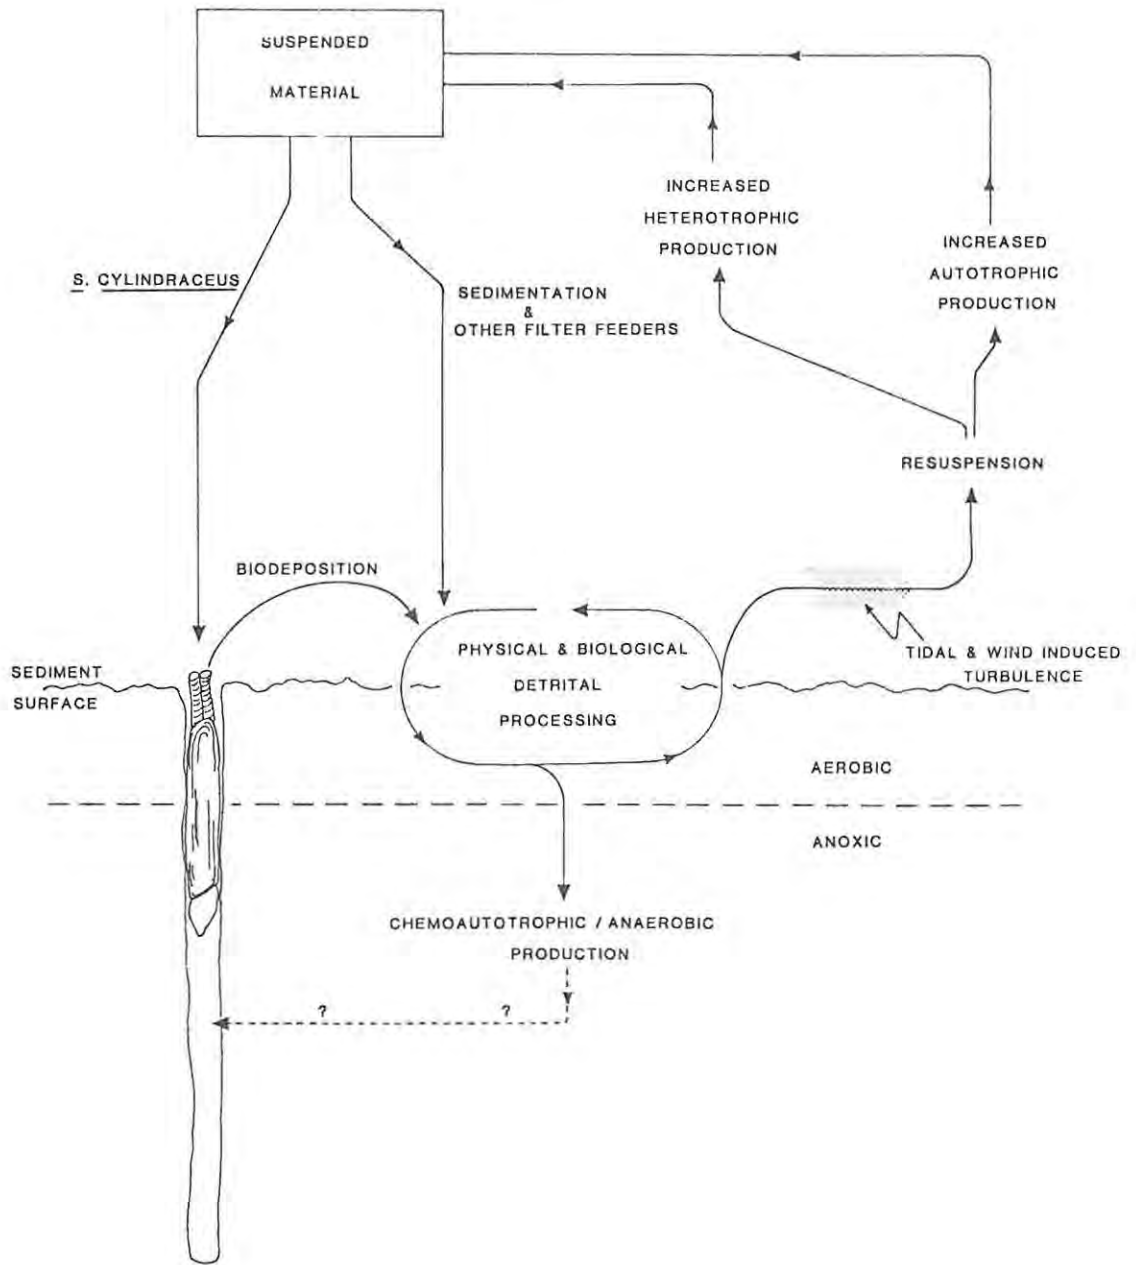 SUSPENDED
MATERIAL
INCREASED
HETEROTROPHIC
PRODUCTION
INCREASED
AUTOTROPHIC
PRODUCTION
S. CYLINDRACEUS
SEDIMENTATION
&
OTHER FILTER FEEDERS
RESUSPENSION
BIODEPOSITION
PHYSICAL & BIOLOGICAL
DETRITAL
PROCESSING
TIDAL & WIND INDUCED
TURBULENCE
SEDIMENT
SURFACE
AEROBIC
ANOXIC
CHEMOAUTOTROPHIC / ANAEROBIC
PRODUCTION
? ?